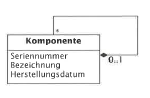 *
Komponente
Seriennummer
Bezeichnung
Herstellungsdatum
0..1